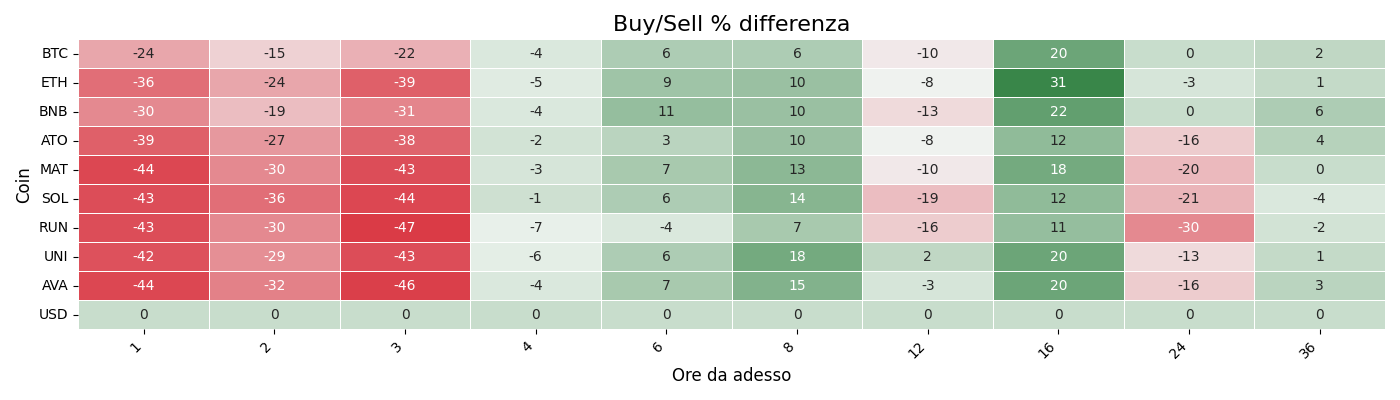 Buy/Sell % differenza
Coin
BTC -24 -15 -22 -4 6 6 -10 20 0 2
ETH -36 -24 -39 -5 9 10 -8 31 -3 1
BNB -30 -19 -31 -4 11 10 -13 22 0 6
ATO -39 -27 -38 -2 3 10 -8 12 -16 4
MAT -44 -30 -43 -3 7 13 -10 18 -20 0
SOL -43 -36 -44 -1 6 14 -19 12 -21 -4
RUN -43 -30 -47 -7 -4 7 -16 11 -30 -2
UNI -42 -29 -43 -6 6 18 2 20 -13 1
AVA -44 -32 -46 -4 7 15 -3 20 -16 3
USD 0 0 0 0 0 0 0 0 0 0
1 2 3 4 6 8 12 16 24 36
Ore da adesso